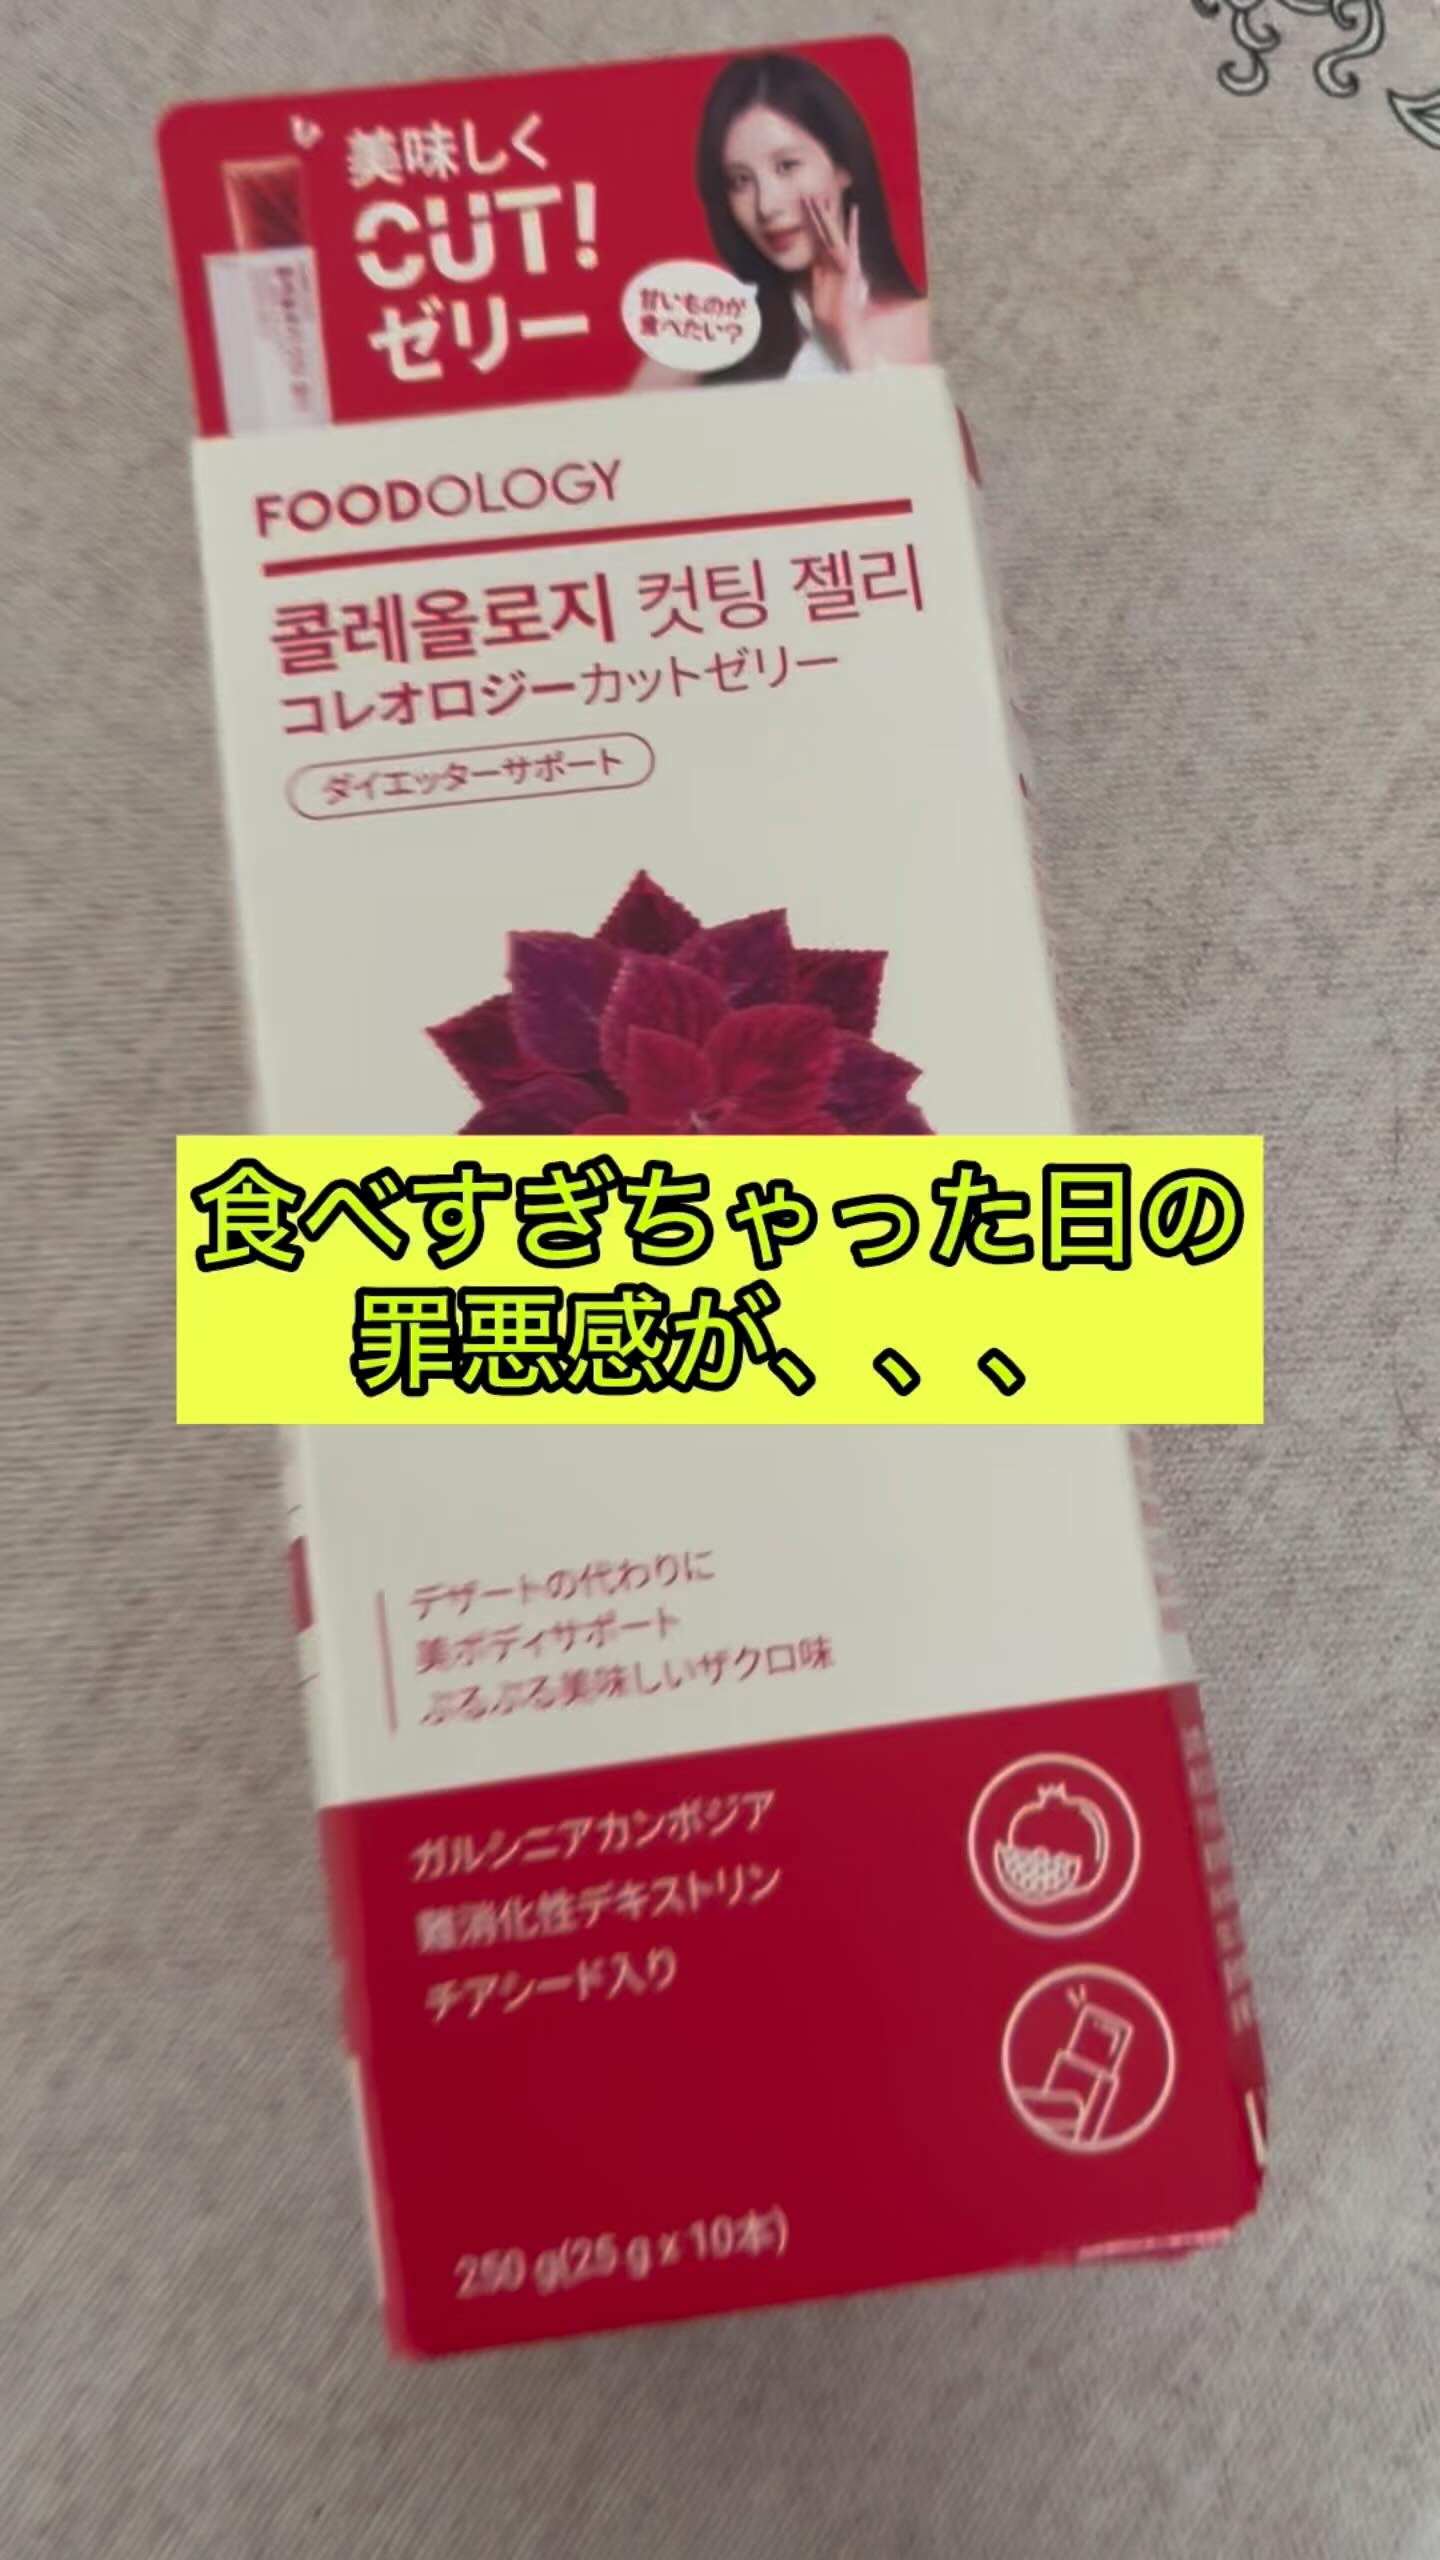 美味しく
CUT!
ゼリー
甘いものが
食べたい?
FOODOLOGY
콜레올로지 컷팅 젤리
コレオロジーカットゼリー
ダイエッターサポート
食べすぎちゃった日の
罪悪感が、、、
デザートの代わりに
美ボディサポート
ぷるぷる美味しいザクロ味
ガルシニアカンボジア
難消化性デキストリン
チアシード入り
250 g(25 g x 10本)